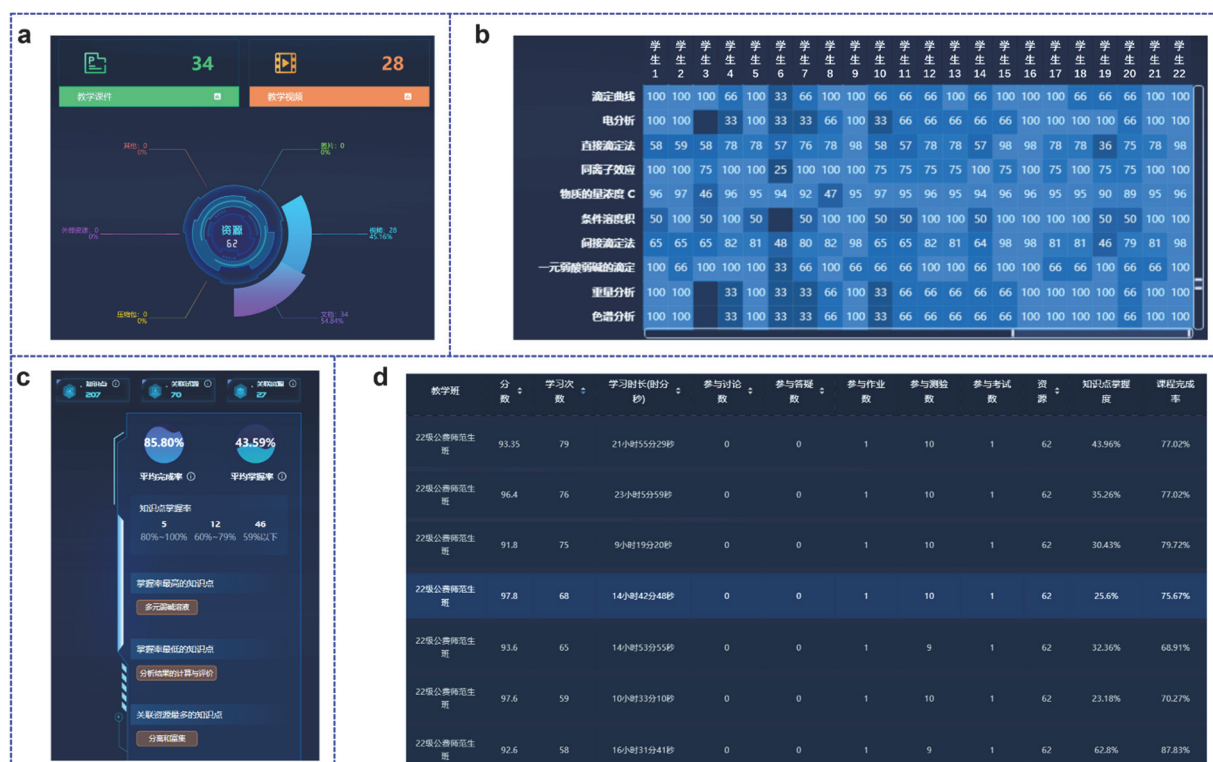 a
34
28
教学课件
教学视频
其他: 0
0%
图片: 0
0%
外部资源: 0
0%
资源
62
视频: 28
45.16%
压缩包: 0
0%
文档: 34
54.84%
b
学生1 学生2 学生3 学生4 学生5 学生6 学生7 学生8 学生9 学生10 学生11 学生12 学生13 学生14 学生15 学生16 学生17 学生18 学生19 学生20 学生21 学生22
滴定曲线 100 100 100 66 100 33 66 100 100 66 66 66 100 66 100 100 100 66 66 66 100 100
电分析 100 100 33 100 33 33 66 100 33 66 66 66 66 66 100 100 100 100 66 100 100
直接滴定法 58 59 58 78 78 57 76 78 98 58 57 78 78 57 98 98 78 78 36 75 78 98
同离子效应 100 100 75 100 100 25 100 100 100 75 75 75 75 100 75 100 75 100 75 75 100 100
物质的量浓度 C 96 97 46 96 95 94 92 47 95 97 95 96 95 94 96 96 95 95 90 89 95 96
条件溶度积 50 100 50 100 50 50 100 100 50 50 100 100 50 100 100 100 100 50 50 100 100
间接滴定法 65 65 65 82 81 48 80 82 98 65 65 82 81 64 98 98 81 81 46 79 81 98
一元弱酸弱碱的滴定 100 66 100 100 100 33 66 100 66 66 66 100 100 66 100 100 66 66 100 66 66 100
重量分析 100 100 33 100 33 33 66 100 33 66 66 66 66 66 100 100 100 100 66 100 100
色谱分析 100 100 33 100 33 33 66 100 33 66 66 66 66 66 100 100 100 100 66 100 100
c
知识点
207
关联试题
70
27
85.80%
43.59%
平均完成率
平均掌握率
知识点掌握率
5 12 46
80%~100% 60%~79% 59%以下
掌握率最高的知识点
多元弱碱溶液
掌握率最低的知识点
分析结果的计算与评价
关联资源最多的知识点
分离和富集
d
教学班 分数 学习次数 学习时长(时分秒) 参与讨论数 参与答疑数 参与作业数 参与测验数 参与考试数 资源 知识点掌握度 课程完成率
22级公费师范生班 93.35 79 21小时55分29秒 0 0 1 10 1 62 43.96% 77.02%
22级公费师范生班 96.4 76 23小时5分59秒 0 0 1 10 1 62 35.26% 77.02%
22级公费师范生班 91.8 75 9小时19分20秒 0 0 1 10 1 62 30.43% 79.72%
22级公费师范生班 97.8 68 14小时42分48秒 0 0 1 10 1 62 25.6% 75.67%
22级公费师范生班 93.6 65 14小时53分55秒 0 0 1 9 1 62 32.36% 68.91%
22级公费师范生班 97.6 59 10小时33分10秒 0 0 1 10 1 62 23.18% 70.27%
22级公费师范生班 92.6 58 16小时31分41秒 0 0 1 9 1 62 62.8% 87.83%